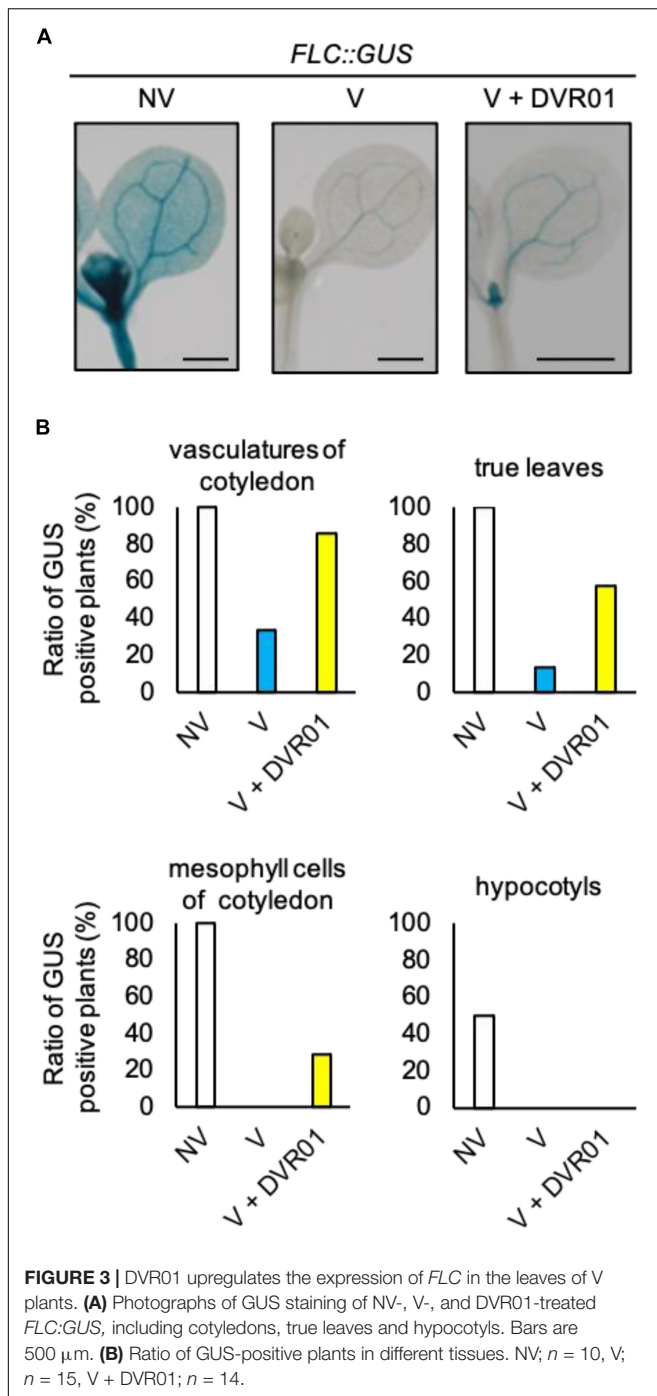 A
FLC::GUS
NV V V + DVR01
B
vasculatures of cotyledon
true leaves
Ratio of GUS positive plants (%)
100
80
60
40
20
0
NV
V
V + DVR01
100
80
60
40
20
0
NV
V
V + DVR01
mesophyll cells of cotyledon
hypocotyls
Ratio of GUS positive plants (%)
100
80
60
40
20
0
NV
V
V + DVR01
100
80
60
40
20
0
NV
V
V + DVR01
FIGURE 3 | DVR01 upregulates the expression of FLC in the leaves of V
plants. (A) Photographs of GUS staining of NV-, V-, and DVR01-treated
FLC:GUS, including cotyledons, true leaves and hypocotyls. Bars are
500 μm. (B) Ratio of GUS-positive plants in different tissues. NV; n = 10, V;
n = 15, V + DVR01; n = 14.